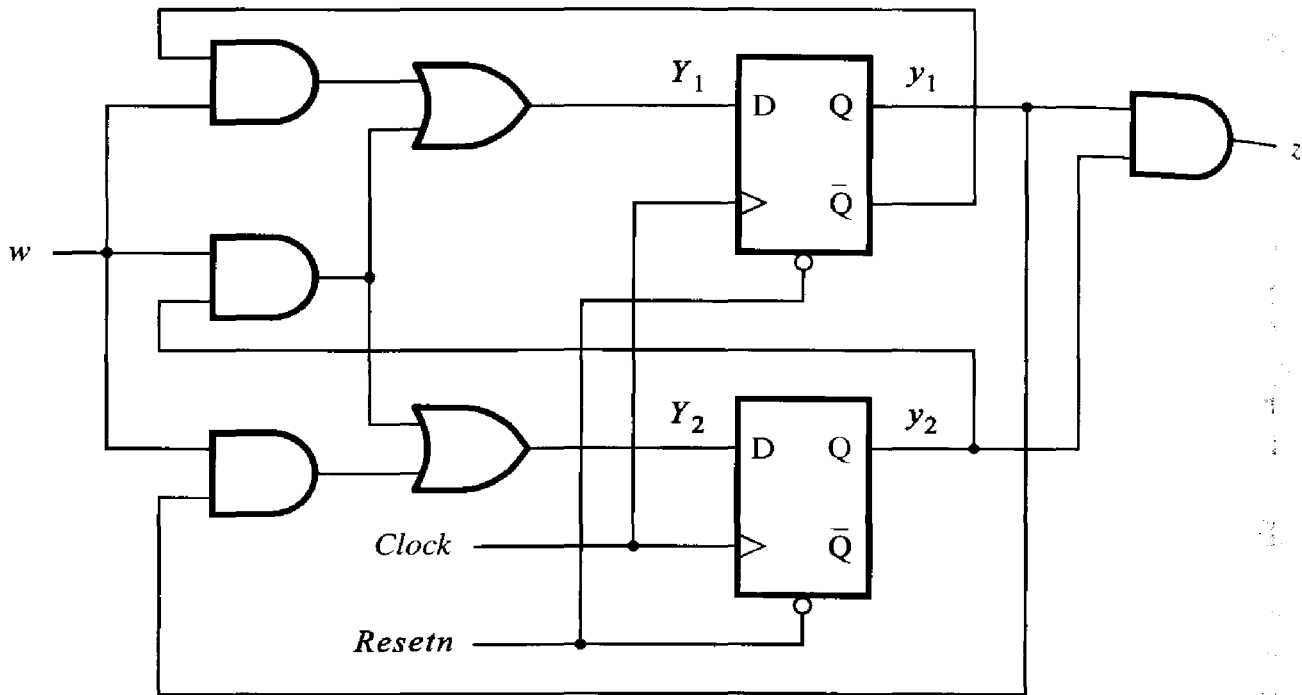 Y₁ y₁
D Q
z
Q̅
w
Y₂ y₂
D Q
Clock
Q̅
Resetn